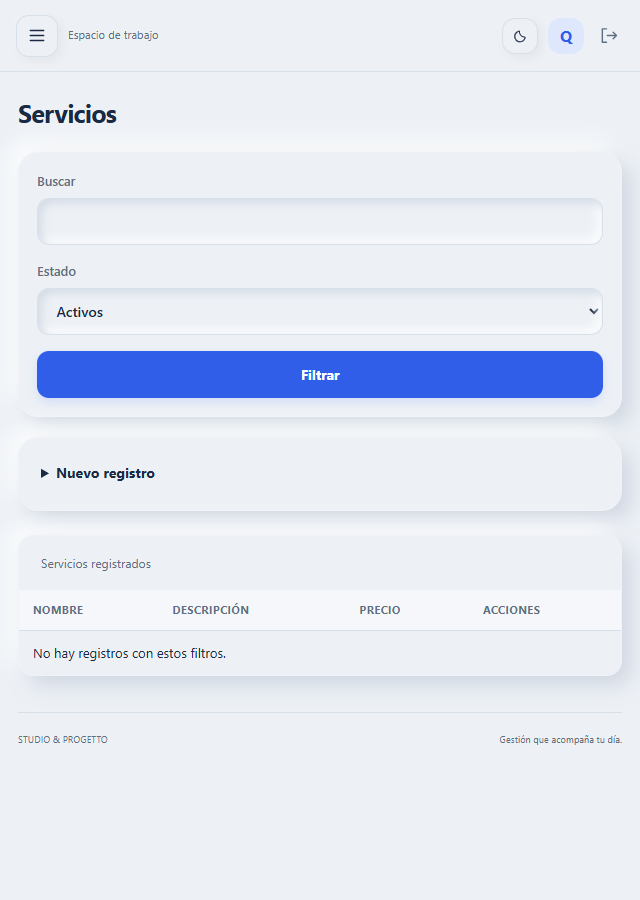 Espacio de trabajo
Q
Servicios
Buscar
Estado
Activos
Filtrar
Nuevo registro
Servicios registrados
NOMBRE DESCRIPCIÓN PRECIO ACCIONES
No hay registros con estos filtros.
STUDIO & PROGETTO Gestión que acompaña tu día.